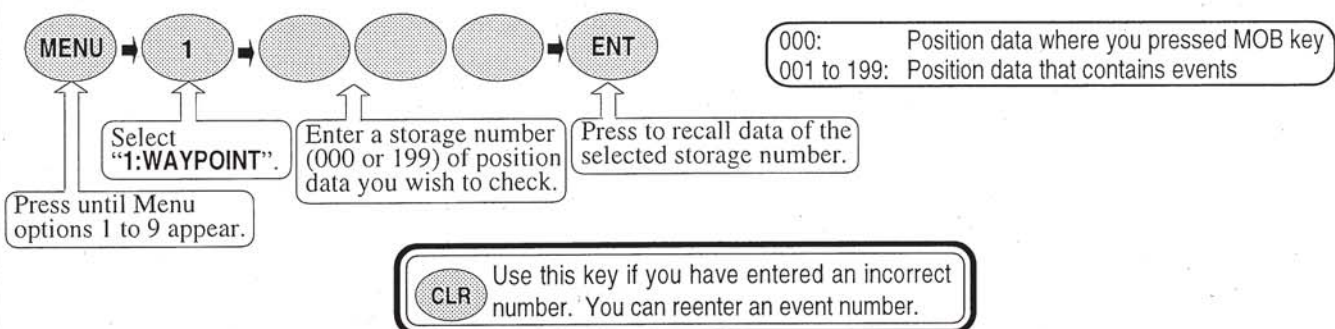 MENU 1 ENT
000: Position data where you pressed MOB key
001 to 199: Position data that contains events
Select
“1:WAYPOINT”.
Enter a storage number
(000 or 199) of position
data you wish to check.
Press to recall data of the
selected storage number.
Press until Menu
options 1 to 9 appear.
CLR
Use this key if you have entered an incorrect
number. You can reenter an event number.